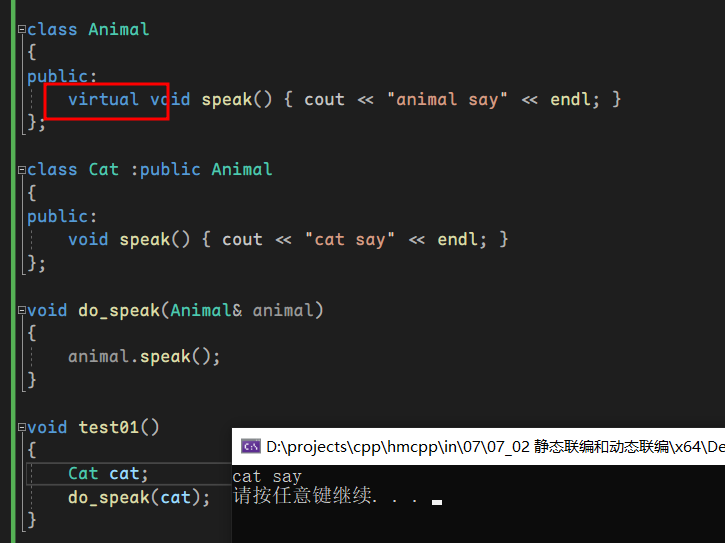 class Animal
{
public:
virtual void speak() { cout << "animal say" << endl; }
};
class Cat :public Animal
{
public:
void speak() { cout << "cat say" << endl; }
};
void do_speak(Animal& animal)
{
animal.speak();
}
void test01()
{
Cat cat;
do_speak(cat);
}
C:\ D:\projects\cpp\hmcpp\in\07\07_02 静态联编和动态联编\x64\De
cat say
请按任意键继续. . .